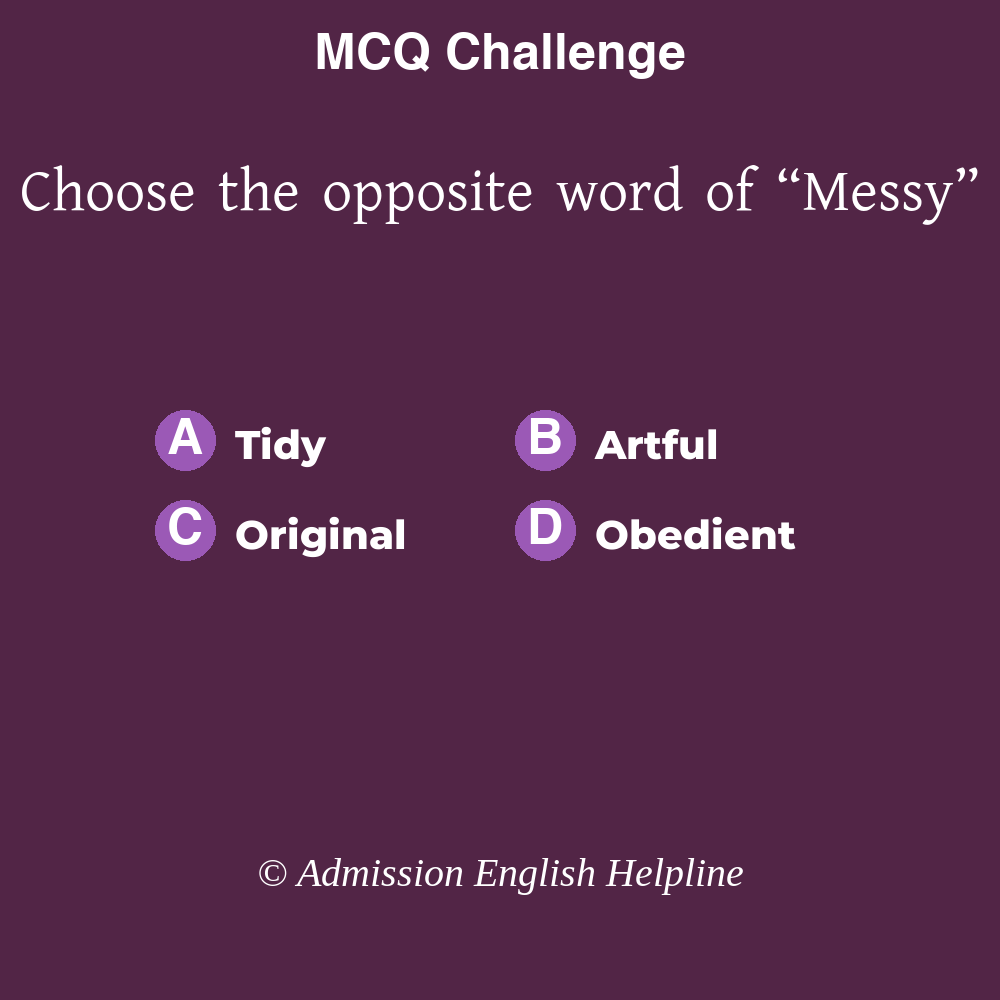 MCQ Challenge
Choose the opposite word of “Messy”
A Tidy B Artful
C Original D Obedient
© Admission English Helpline